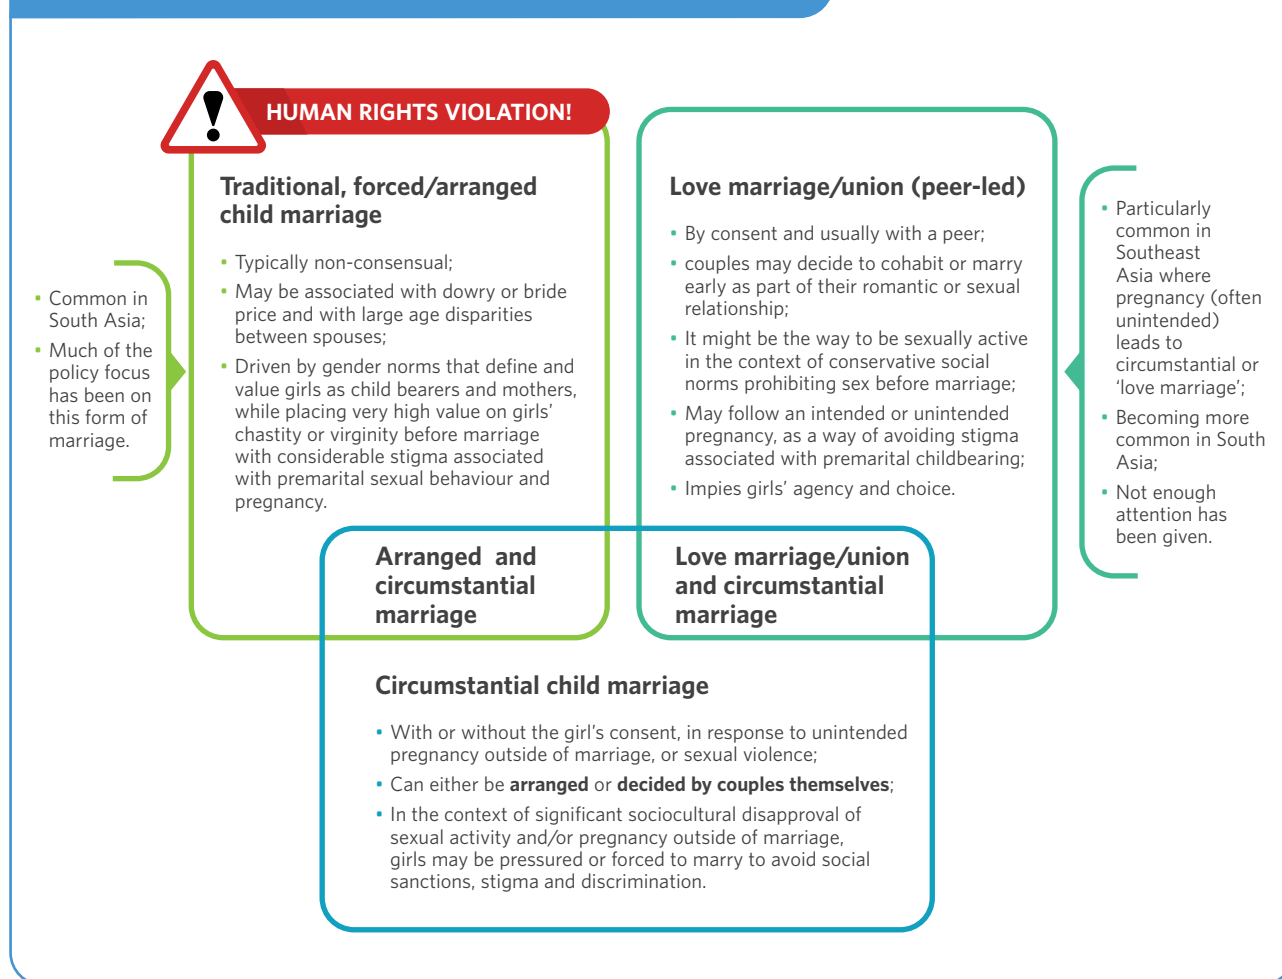 HUMAN RIGHTS VIOLATION!
Traditional, forced/arranged
child marriage
• Typically non-consensual;
• May be associated with dowry or bride
price and with large age disparities
between spouses;
• Driven by gender norms that define and
value girls as child bearers and mothers,
while placing very high value on girls'
chastity or virginity before marriage
with considerable stigma associated
with premarital sexual behaviour and
pregnancy.
• Common in
South Asia;
• Much of the
policy focus
has been on
this form of
marriage.
Love marriage/union (peer-led)
• By consent and usually with a peer;
• couples may decide to cohabit or marry
early as part of their romantic or sexual
relationship;
• It might be the way to be sexually active
in the context of conservative social
norms prohibiting sex before marriage;
• May follow an intended or unintended
pregnancy, as a way of avoiding stigma
associated with premarital childbearing;
• Impies girls' agency and choice.
• Particularly
common in
Southeast
Asia where
pregnancy (often
unintended)
leads to
circumstantial or
'love marriage';
• Becoming more
common in South
Asia;
• Not enough
attention has
been given.
Arranged and
circumstantial
marriage
Love marriage/union
and circumstantial
marriage
Circumstantial child marriage
• With or without the girl's consent, in response to unintended
pregnancy outside of marriage, or sexual violence;
• Can either be arranged or decided by couples themselves;
• In the context of significant sociocultural disapproval of
sexual activity and/or pregnancy outside of marriage,
girls may be pressured or forced to marry to avoid social
sanctions, stigma and discrimination.